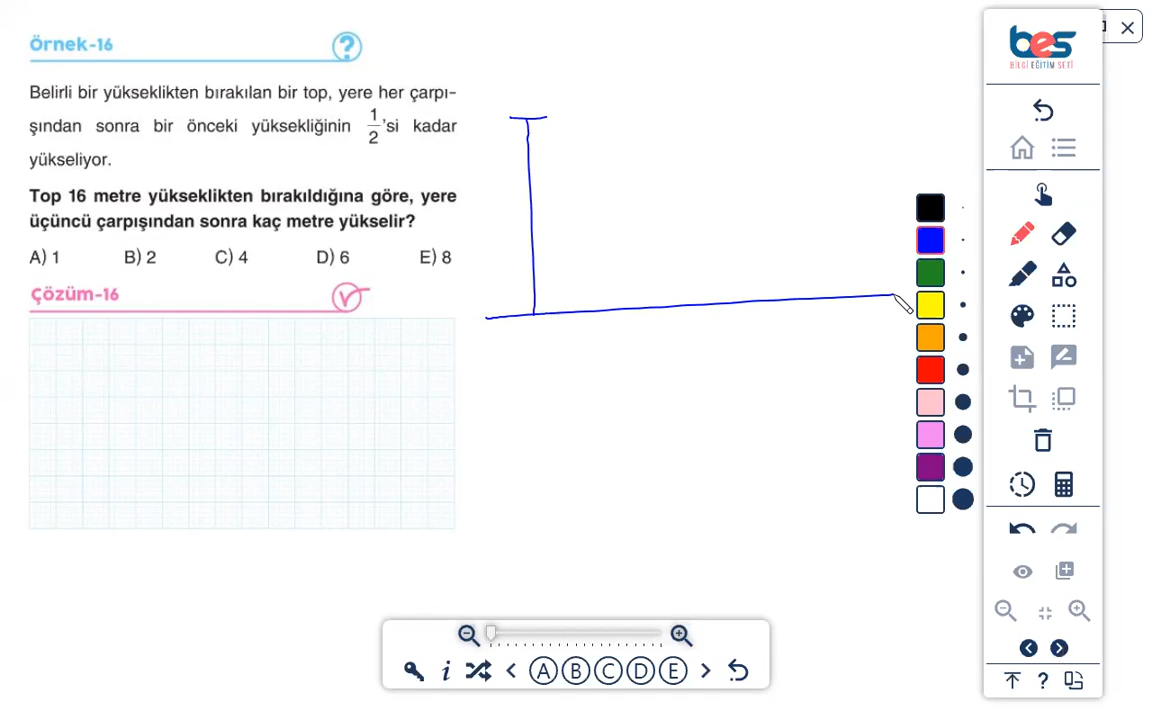 Örnek-16
?
Belirli bir yükseklikten bırakılan bir top, yere her çarpı-
şından sonra bir önceki yüksekliğinin 1/2'si kadar
yükseliyor.
Top 16 metre yükseklikten bırakıldığına göre, yere
üçüncü çarpışından sonra kaç metre yükselir?
A) 1 B) 2 C) 4 D) 6 E) 8
Çözüm-16
bes
BİLGİ EĞİTİM SETİ
i A B C D E
?